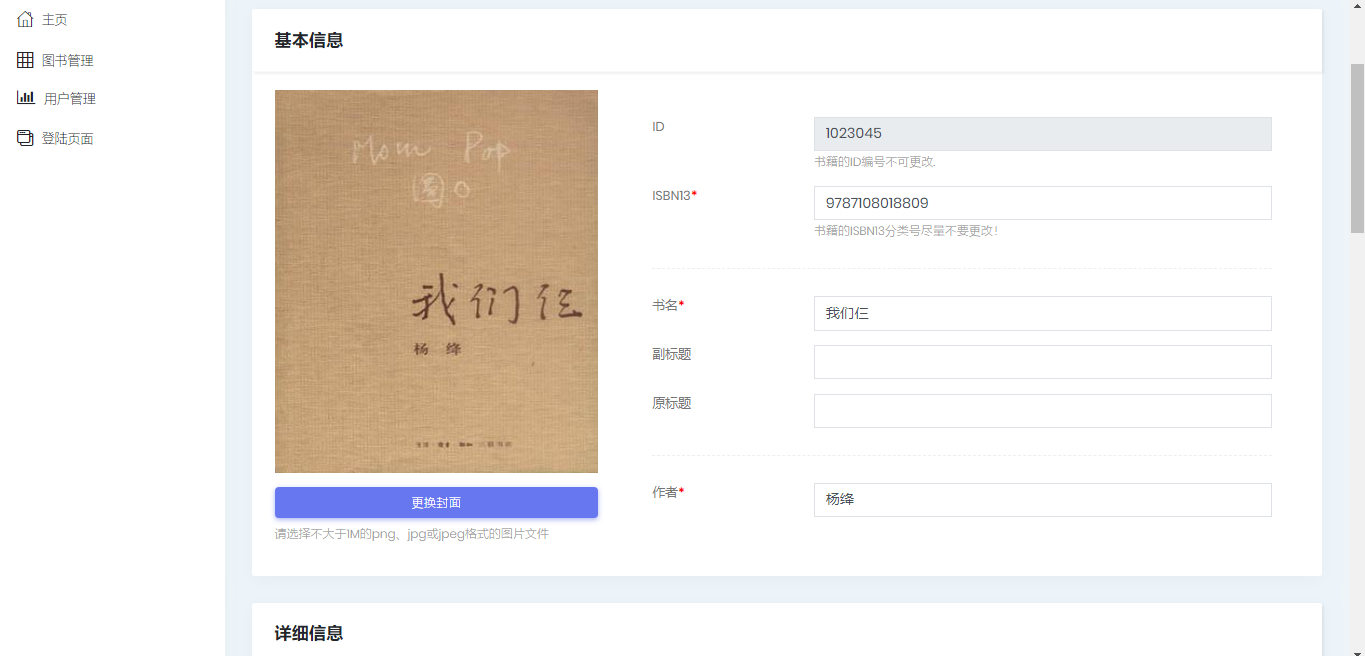 主页
图书管理
用户管理
登陆页面
基本信息
Mom Pop
圆O
我们仨
杨 绛
生活·读书·新知 三联书店
更换封面
请选择不大于1M的png、jpg或jpeg格式的图片文件
ID
1023045
书籍的ID编号不可更改.
ISBN13*
9787108018809
书籍的ISBN13分类号尽量不要更改!
书名*
我们仨
副标题
原标题
作者*
杨绛
详细信息